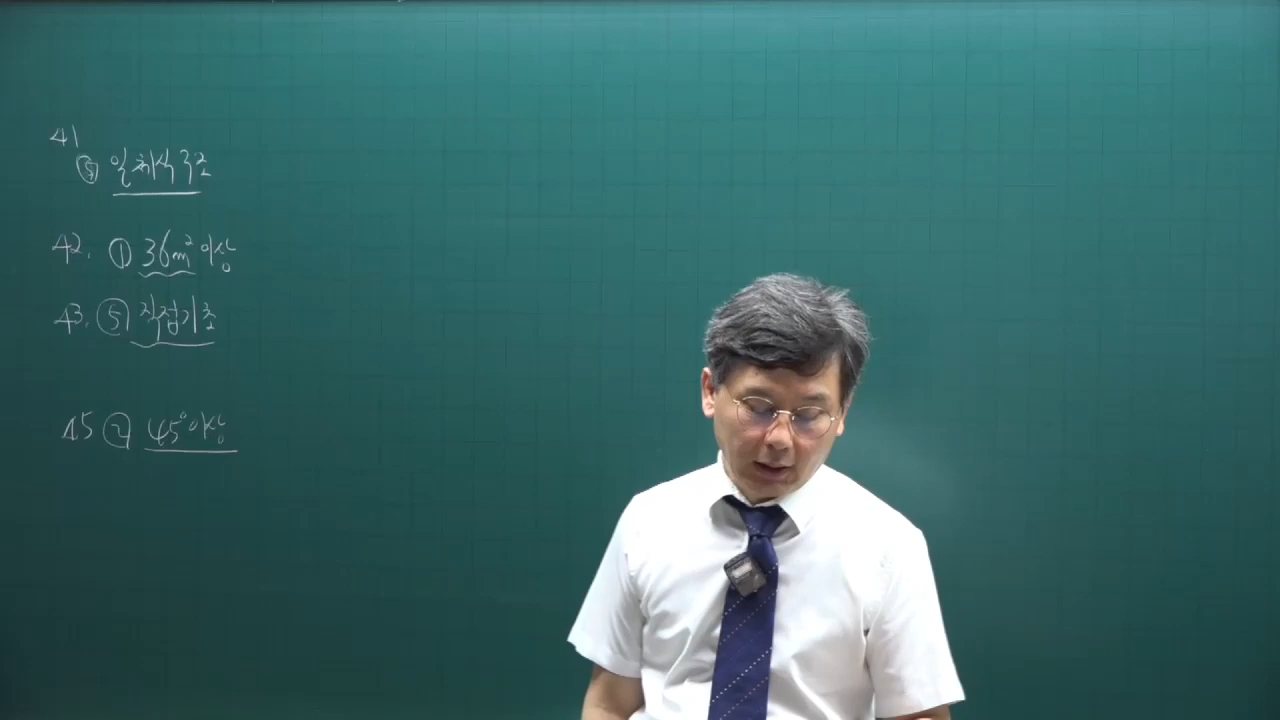 41
⑤ 일체식구조
42. ① 36m² 이상
43. ⑤ 직접기초
45 ② 45° 이상